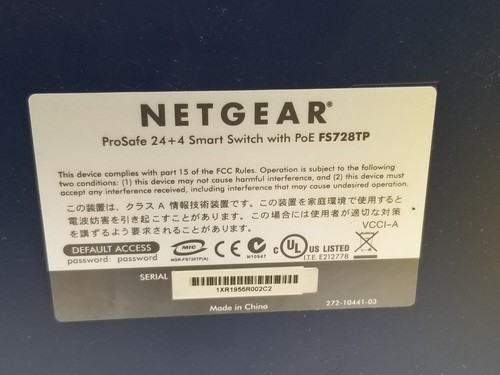 NETGEAR®
ProSafe 24+4 Smart Switch with PoE FS728TP
This device complies with part 15 of the FCC Rules. Operation is subject to the following
two conditions: (1) this device may not cause harmful interference, and (2) this device must
accept any interference received, including interference that may cause undesired operation.
この装置は、クラス A 情報技術装置です。この装置を家庭環境で使用すると
電波妨害を引き起こすことがあります。この場合には使用者が適切な対策
を講ずるよう要求されることがあります。
VCCI-A
DEFAULT ACCESS
password: password
MIC
NGR-FS728TP(A)
CE
N10947
c UL US LISTED
I.T.E. E212778
SERIAL
1XR1955R002C2
Made in China
272-10441-03